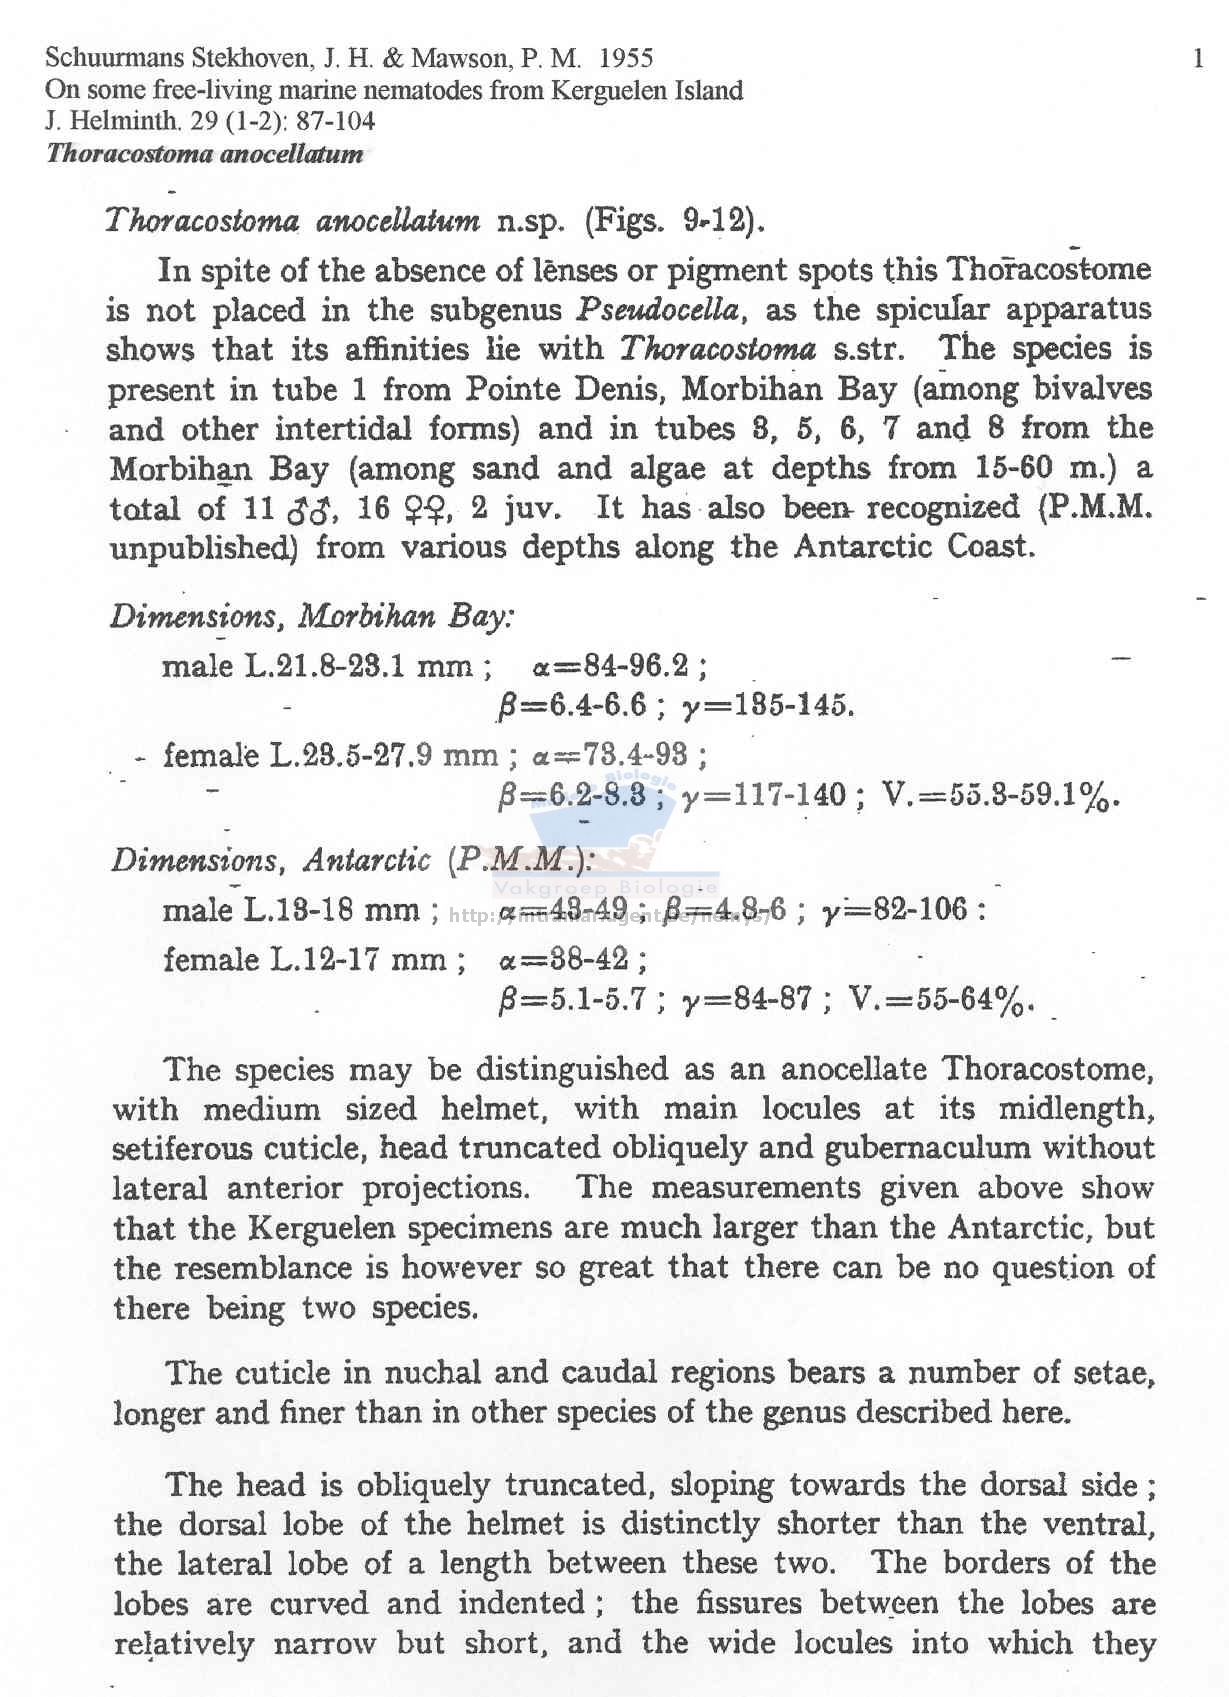 Schuurmans Stekhoven, J. H. & Mawson, P. M. 1955 1
On some free-living marine nematodes from Kerguelen Island
J. Helminth. 29 (1-2): 87-104
Thoracostoma anocellatum
Thoracostoma anocellatum n.sp. (Figs. 9-12).
In spite of the absence of lenses or pigment spots this Thoracostome
is not placed in the subgenus Pseudocella, as the spicular apparatus
shows that its affinities lie with Thoracostoma s.str. The species is
present in tube 1 from Pointe Denis, Morbihan Bay (among bivalves
and other intertidal forms) and in tubes 3, 5, 6, 7 and 8 from the
Morbihan Bay (among sand and algae at depths from 15-60 m.) a
total of 11 ♂♂, 16 ♀♀, 2 juv. It has also been recognized (P.M.M.
unpublished) from various depths along the Antarctic Coast.
Dimensions, Morbihan Bay:
male L.21.8-23.1 mm ; α=84-96.2 ;
β=6.4-6.6 ; γ=135-145.
female L.23.5-27.9 mm ; α=73.4-93 ;
β=6.2-8.3 ; γ=117-140 ; V.=55.3-59.1%.
Dimensions, Antarctic (P.M.M.):
Vakgroep Biologie
male L.13-18 mm ; α=43-49 ; β=4.8-6 ; γ=82-106 :
female L.12-17 mm ; α=38-42 ;
β=5.1-5.7 ; γ=84-87 ; V.=55-64%.
The species may be distinguished as an anocellate Thoracostome,
with medium sized helmet, with main locules at its midlength,
setiferous cuticle, head truncated obliquely and gubernaculum without
lateral anterior projections. The measurements given above show
that the Kerguelen specimens are much larger than the Antarctic, but
the resemblance is however so great that there can be no question of
there being two species.
The cuticle in nuchal and caudal regions bears a number of setae,
longer and finer than in other species of the genus described here.
The head is obliquely truncated, sloping towards the dorsal side ;
the dorsal lobe of the helmet is distinctly shorter than the ventral,
the lateral lobe of a length between these two. The borders of the
lobes are curved and indented ; the fissures between the lobes are
relatively narrow but short, and the wide locules into which they